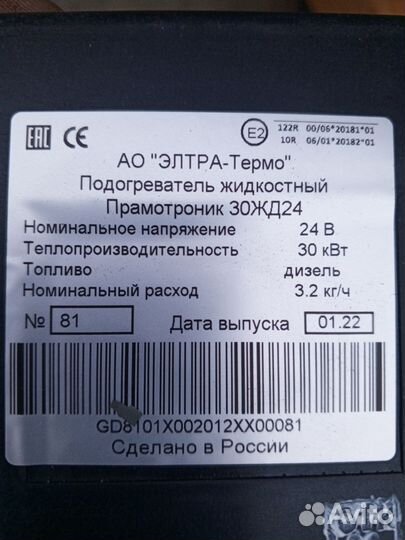 EAC CE E2 122R 00/06*20181*01
10R 06/01*20182*01
АО "ЭЛТРА-Термо"
Подогреватель жидкостный
Прамотроник 30ЖД24
Номинальное напряжение 24 В
Теплопроизводительность 30 кВт
Топливо дизель
Номинальный расход 3.2 кг/ч
№ 81 Дата выпуска 01.22
GD8101X002012XX00081
Сделано в России
Avito